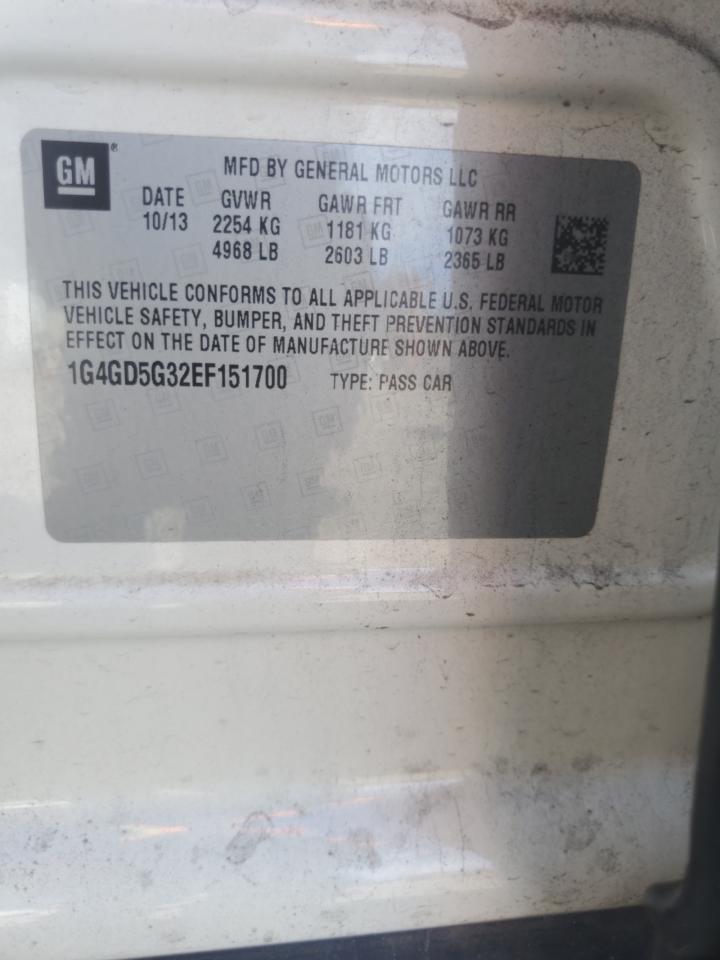 GM®
MFD BY GENERAL MOTORS LLC
DATE GVWR GAWR FRT GAWR RR
10/13 2254 KG 1181 KG 1073 KG
4968 LB 2603 LB 2365 LB
THIS VEHICLE CONFORMS TO ALL APPLICABLE U.S. FEDERAL MOTOR
VEHICLE SAFETY, BUMPER, AND THEFT PREVENTION STANDARDS IN
EFFECT ON THE DATE OF MANUFACTURE SHOWN ABOVE.
1G4GD5G32EF151700 TYPE: PASS CAR